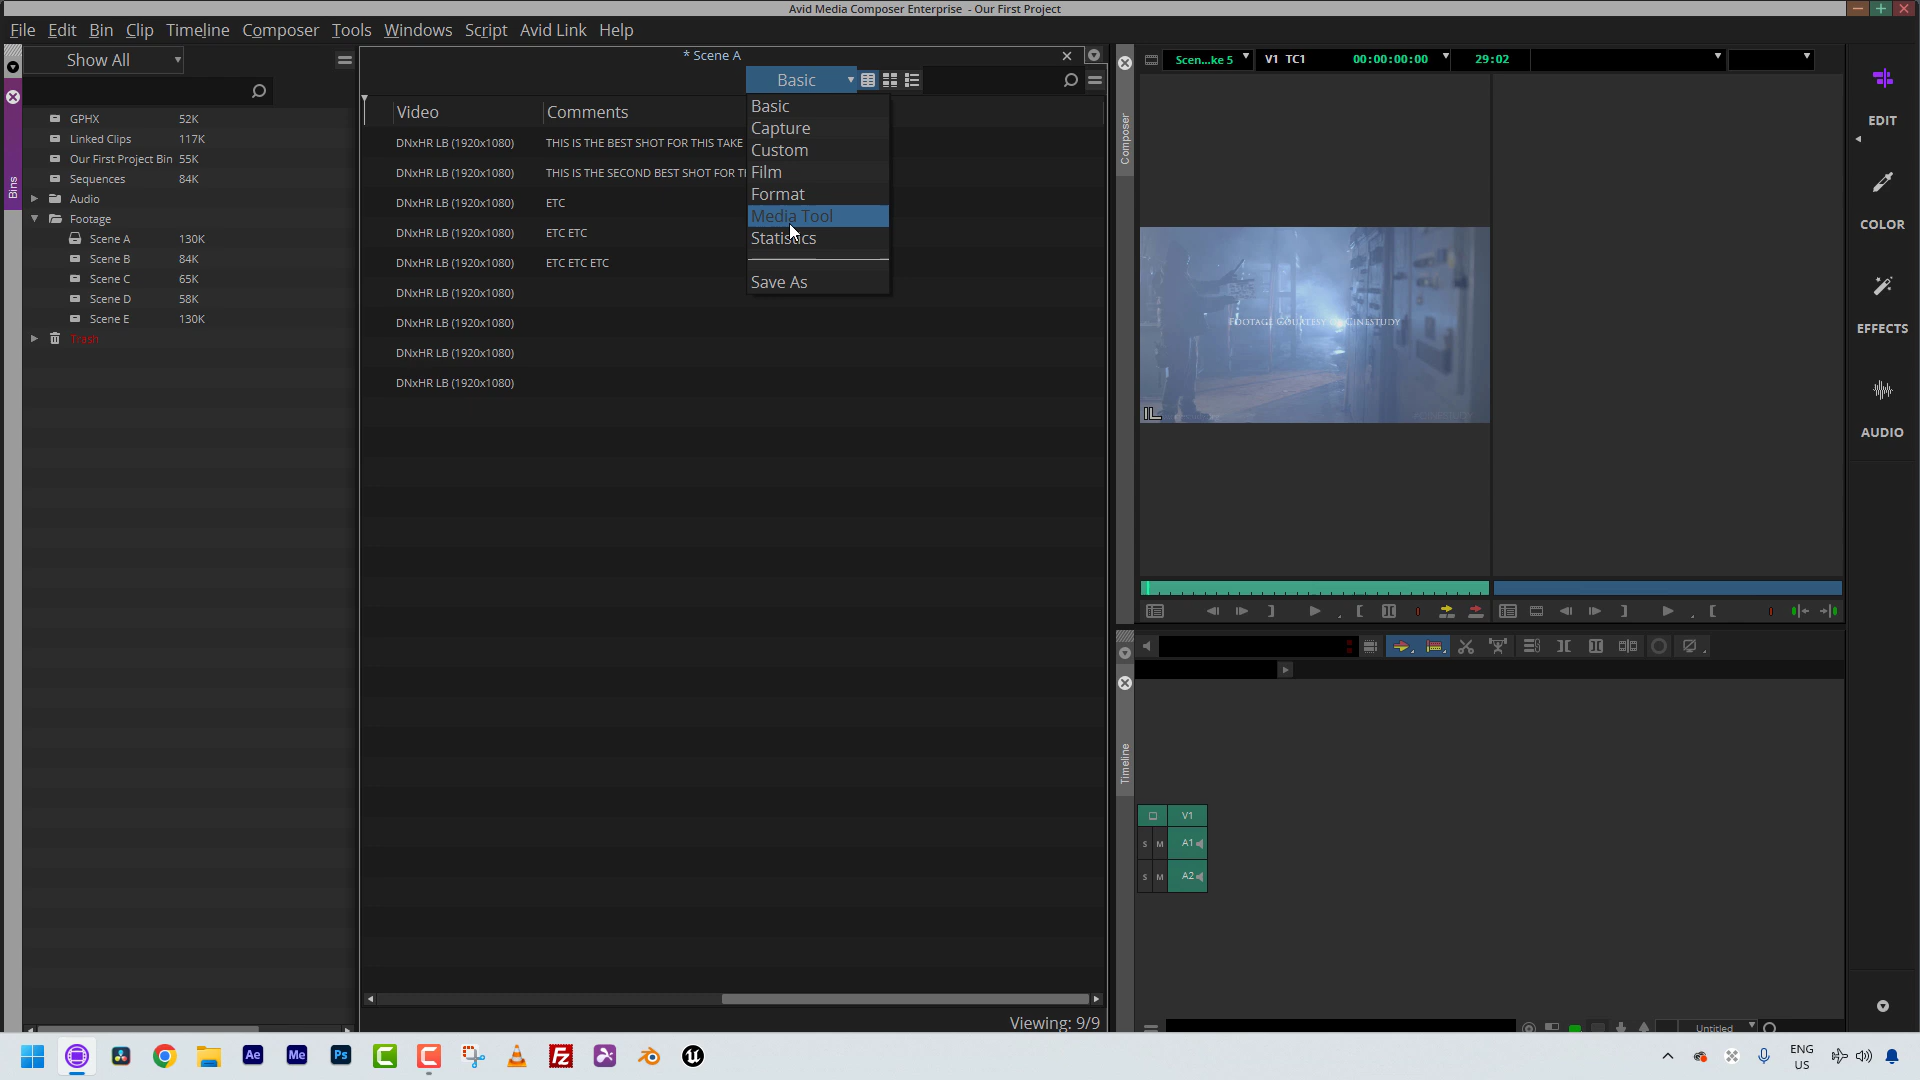 Avid Media Composer Enterprise - Our First Project
File Edit Bin Clip Timeline Composer Tools Windows Script Avid Link Help
Show All
Bins
GPHX 52K
Linked Clips 117K
Our First Project Bin 55K
Sequences 84K
Audio
Footage
Scene A 130K
Scene B 84K
Scene C 65K
Scene D 58K
Scene E 130K
Trash
* Scene A
Basic
Video Comments
DNxHR LB (1920x1080) THIS IS THE BEST SHOT FOR THIS TAKE
DNxHR LB (1920x1080) THIS IS THE SECOND BEST SHOT FOR TH
DNxHR LB (1920x1080) ETC
DNxHR LB (1920x1080) ETC ETC
DNxHR LB (1920x1080) ETC ETC ETC
DNxHR LB (1920x1080)
DNxHR LB (1920x1080)
DNxHR LB (1920x1080)
DNxHR LB (1920x1080)
Basic
Capture
Custom
Film
Format
Media Tool
Statistics
Save As
Viewing: 9/9
Composer
Scen...ke 5 V1 TC1 00:00:00:00 29:02
Footage Courtesy Cinestudy
EDIT
COLOR
EFFECTS
AUDIO
Timeline
V1
S M A1
S M A2
Untitled
Ae Me Ps
ENG
US